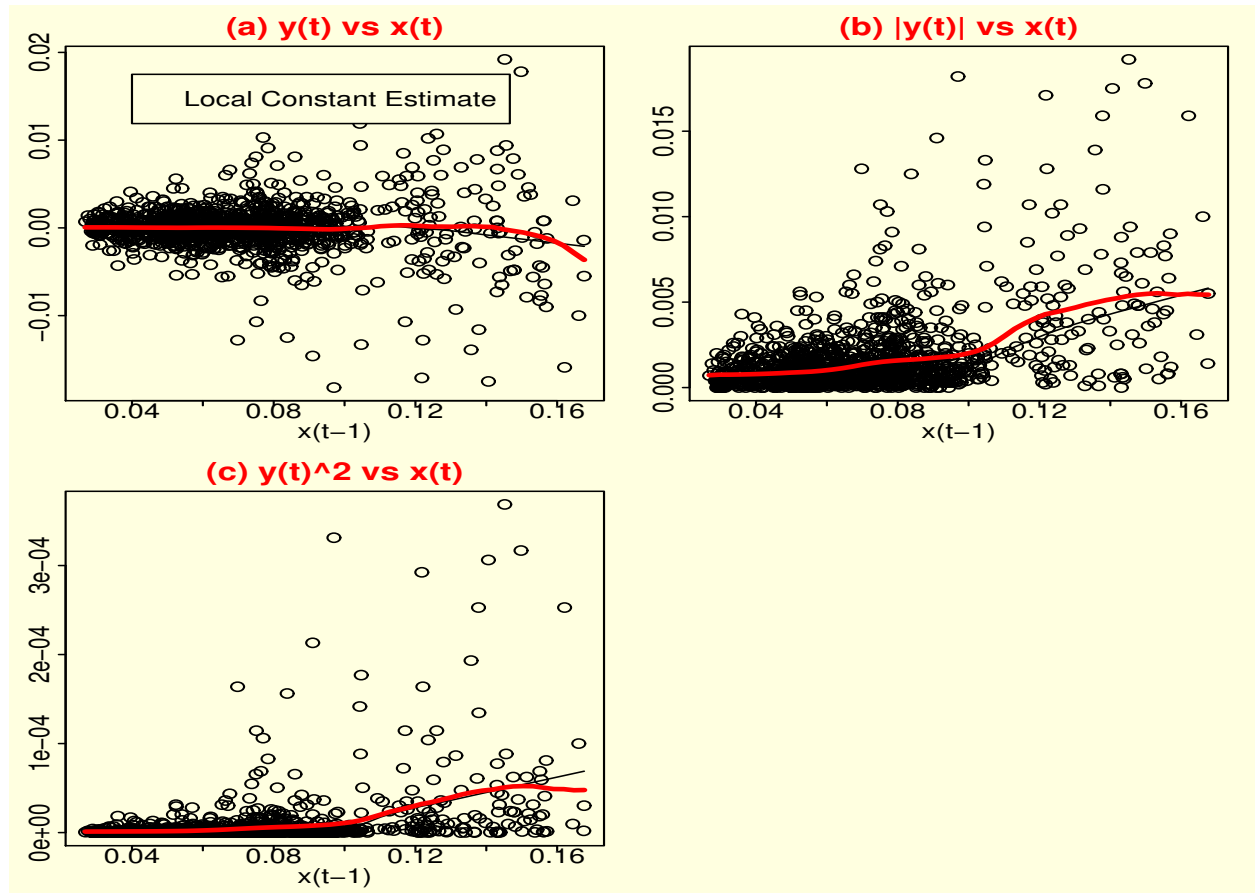 (a) y(t) vs x(t)
0.02
0.01
0.00
−0.01
Local Constant Estimate
0.04
0.08
0.12
0.16
x(t−1)
(b) |y(t)| vs x(t)
0.015
0.010
0.005
0.000
0.04
0.08
0.12
0.16
x(t−1)
(c) y(t)^2 vs x(t)
3e−04
2e−04
1e−04
0e+00
0.04
0.08
0.12
0.16
x(t−1)